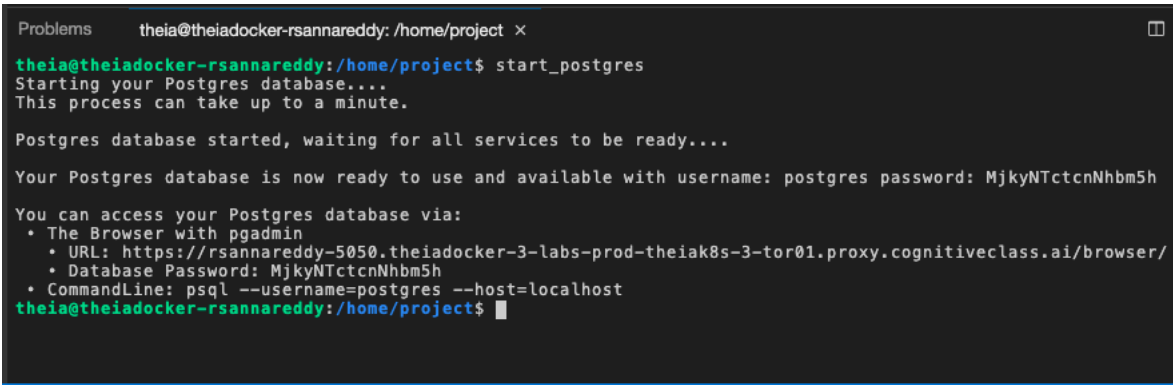 Problems theia@theiadocker-rsannareddy: /home/project ×
theia@theiadocker-rsannareddy:/home/project$ start_postgres
Starting your Postgres database....
This process can take up to a minute.
Postgres database started, waiting for all services to be ready....
Your Postgres database is now ready to use and available with username: postgres password: MjkyNTctcnNhbm5h
You can access your Postgres database via:
• The Browser with pgadmin
• URL: https://rsannareddy-5050.theiadocker-3-labs-prod-theiak8s-3-tor01.proxy.cognitiveclass.ai/browser/
• Database Password: MjkyNTctcnNhbm5h
• CommandLine: psql --username=postgres --host=localhost
theia@theiadocker-rsannareddy:/home/project$